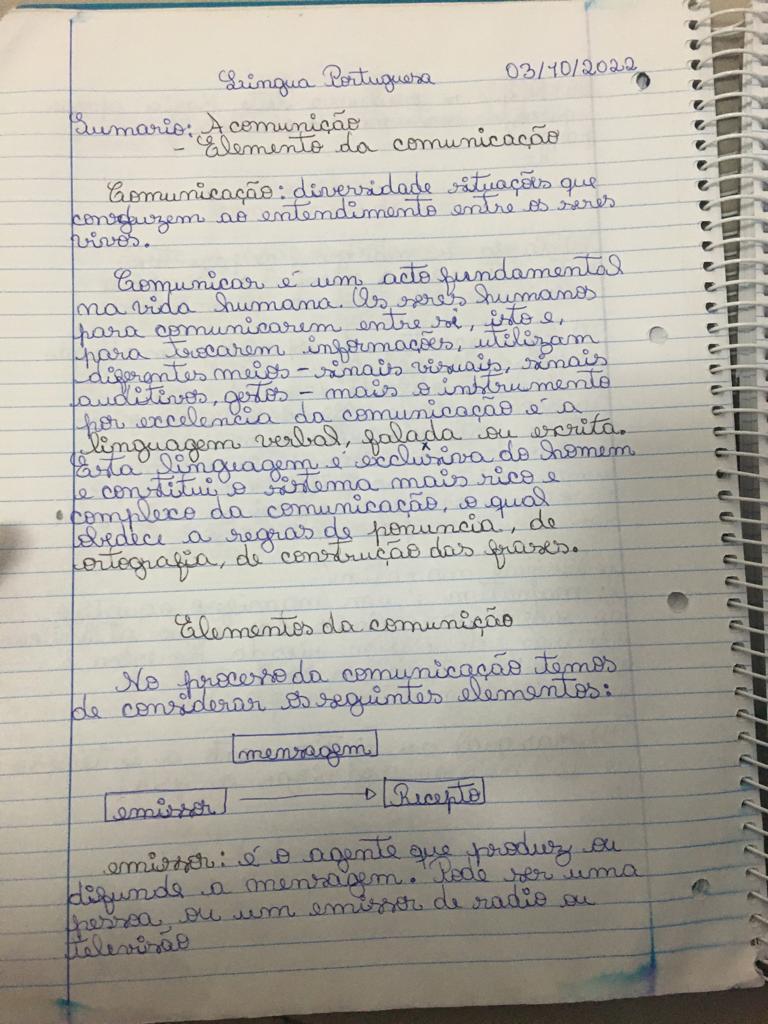 Lingua Portuguesa 03/10/2022
Sumario: A comunição
- Elemento da comunicação
Comunicação: diversidade situações que
conduzem ao entendimento entre os seres
vivos.
Comunicar é um acto fundamental
na vida humana. Os seres humanos
para comunicarem entre si, isto e,
para trocarem informações, utilizam
diferentes meios - sinais visuais, sinais
auditivos, gestos - mais o instrumento
por excelencia da comunicação é a
linguagem verbal, falada ou escrita.
Esta linguagem é exclusiva do homem
e constitui o sistema mais rico e
complexo da comunicação, o qual
obedece a regras de ponuncia, de
ortografia, de construção das frases.
Elementos da comunição
No processo da comunicação temos
de considerar os seguintes elementos:
mensagem
emissor Recepto
emissor: é o agente que produz ou
difunde a mensagem. Pode ser uma
pessoa ou um emissor de radio ou
televisão